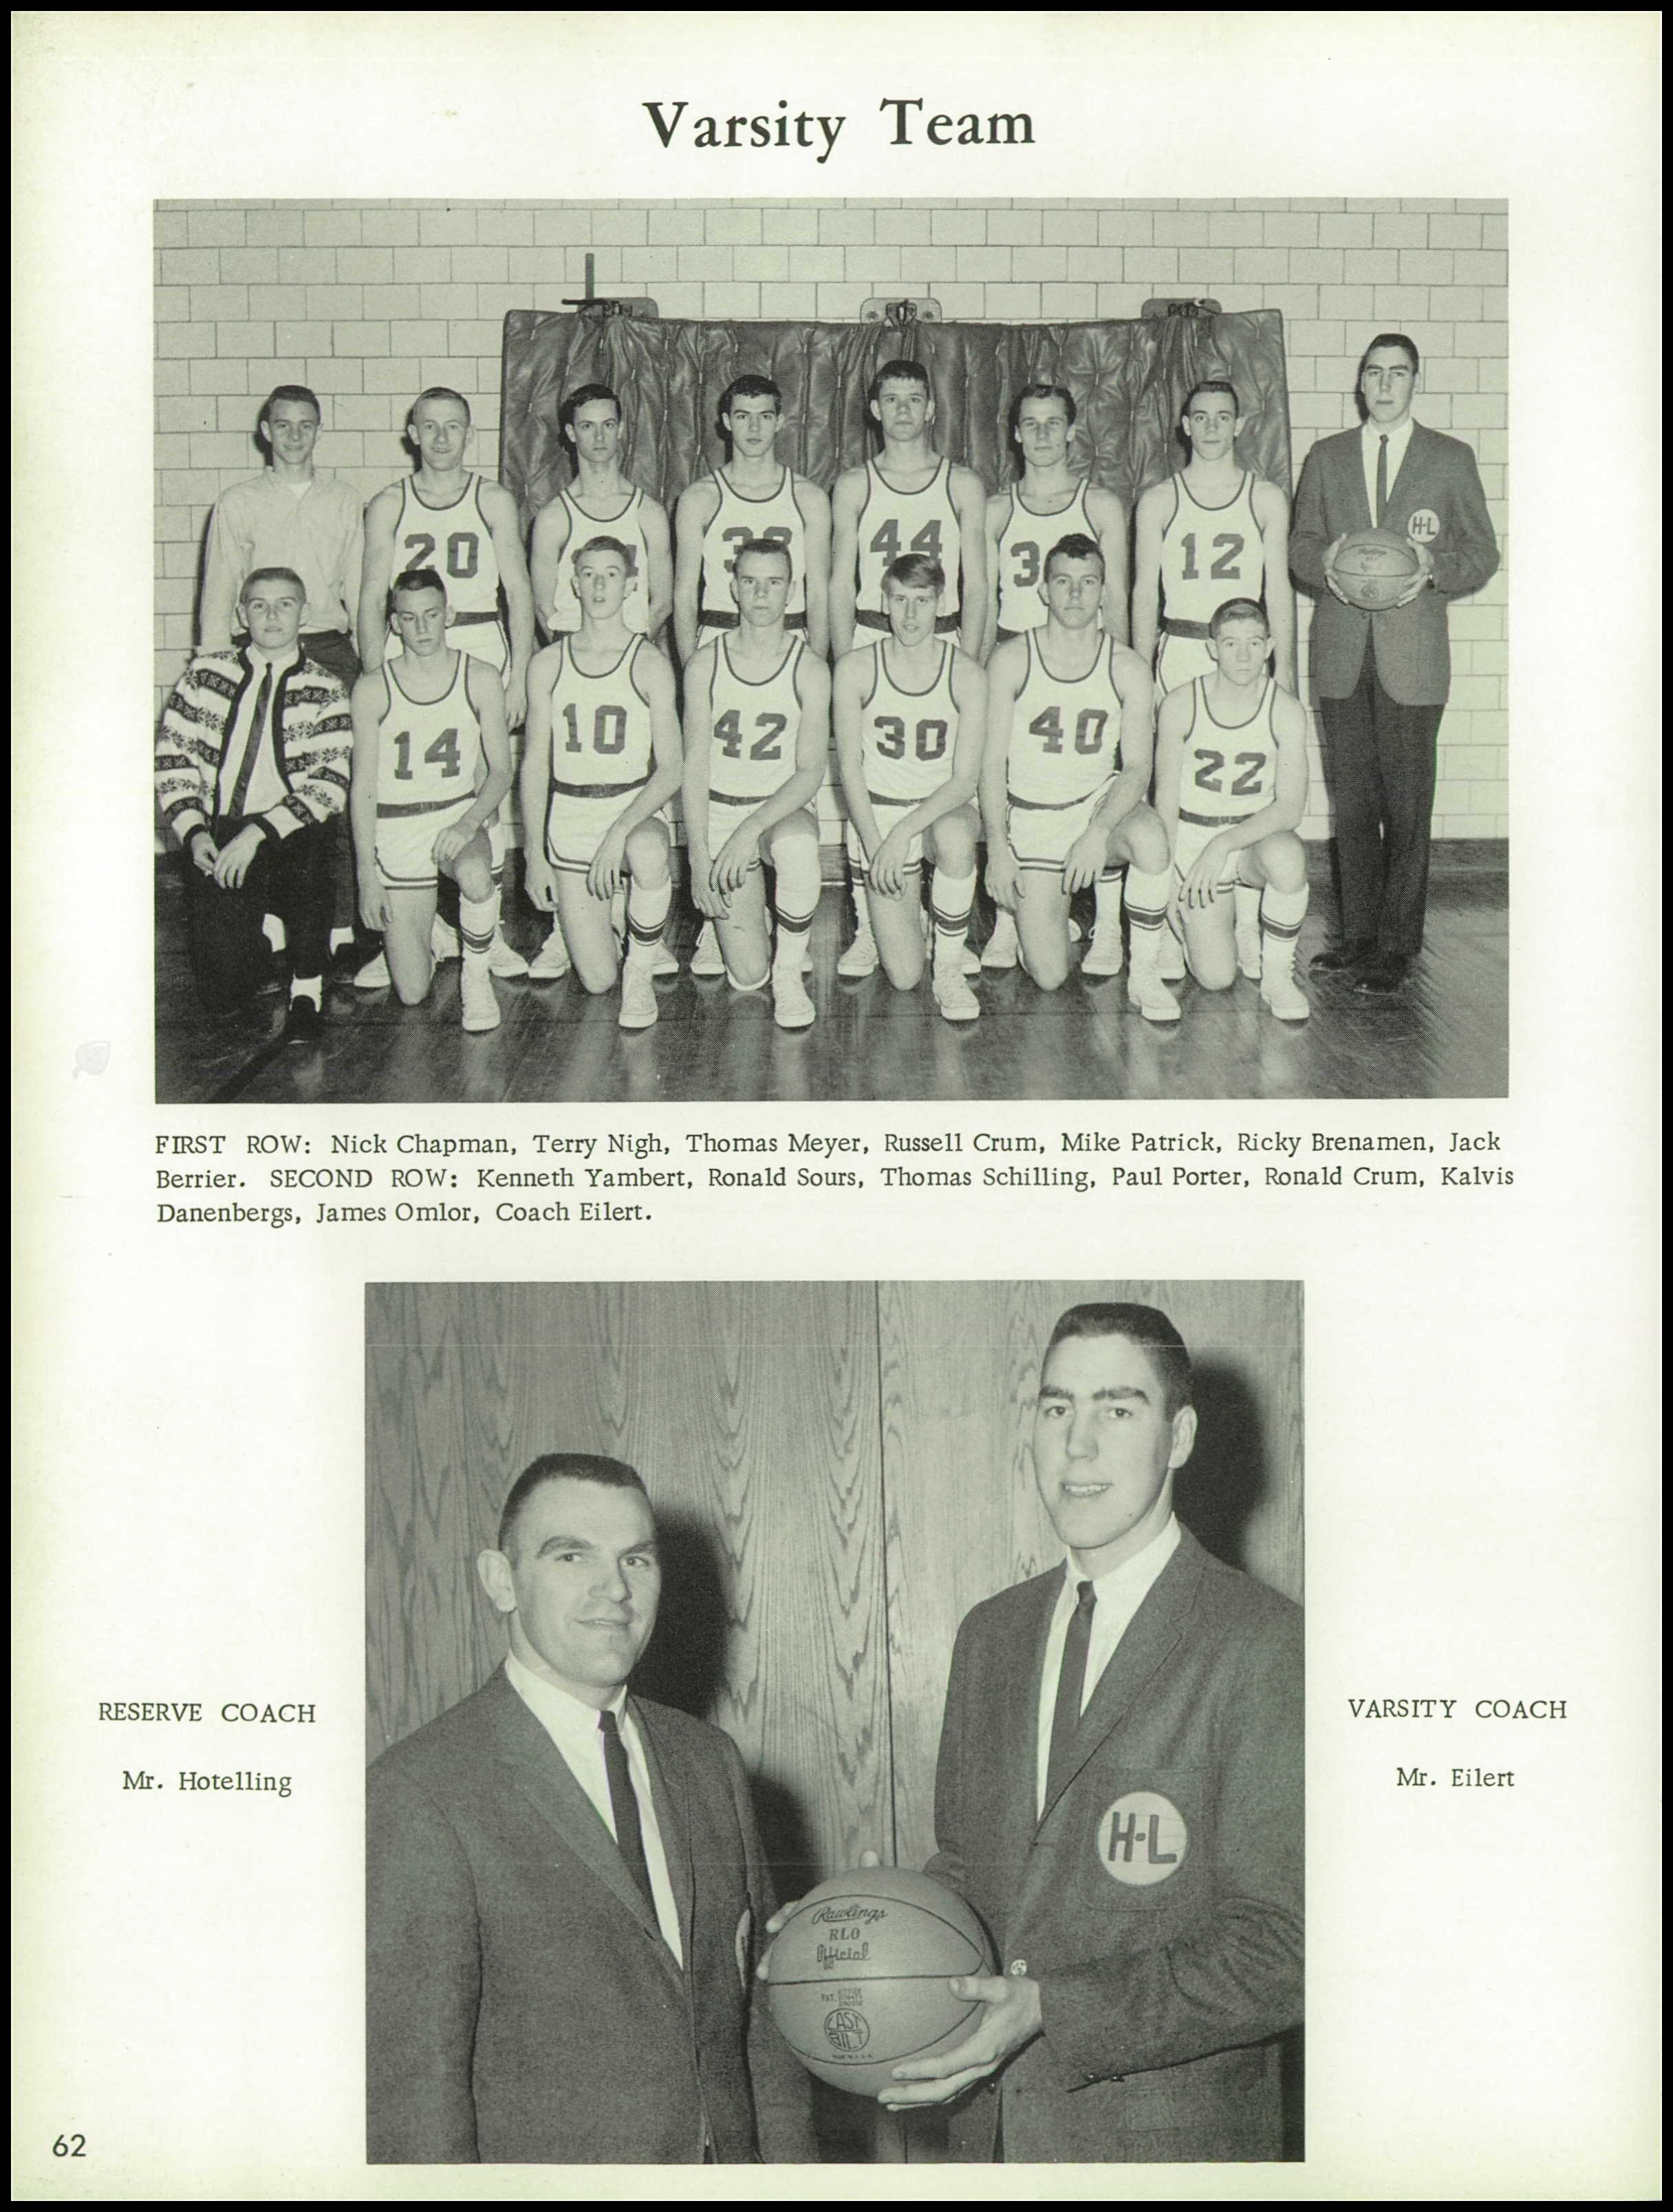 Varsity Team
20
44
12
14
10
42
30
40
22
H-L
FIRST ROW: Nick Chapman, Terry Nigh, Thomas Meyer, Russell Crum, Mike Patrick, Ricky Brenamen, Jack
Berrier. SECOND ROW: Kenneth Yambert, Ronald Sours, Thomas Schilling, Paul Porter, Ronald Crum, Kalvis
Danenbergs, James Omlor, Coach Eilert.
RESERVE COACH
Mr. Hotelling
VARSITY COACH
Mr. Eilert
H-L
Rawlings
RLO
Official
PAT.
CAST
BILT
62